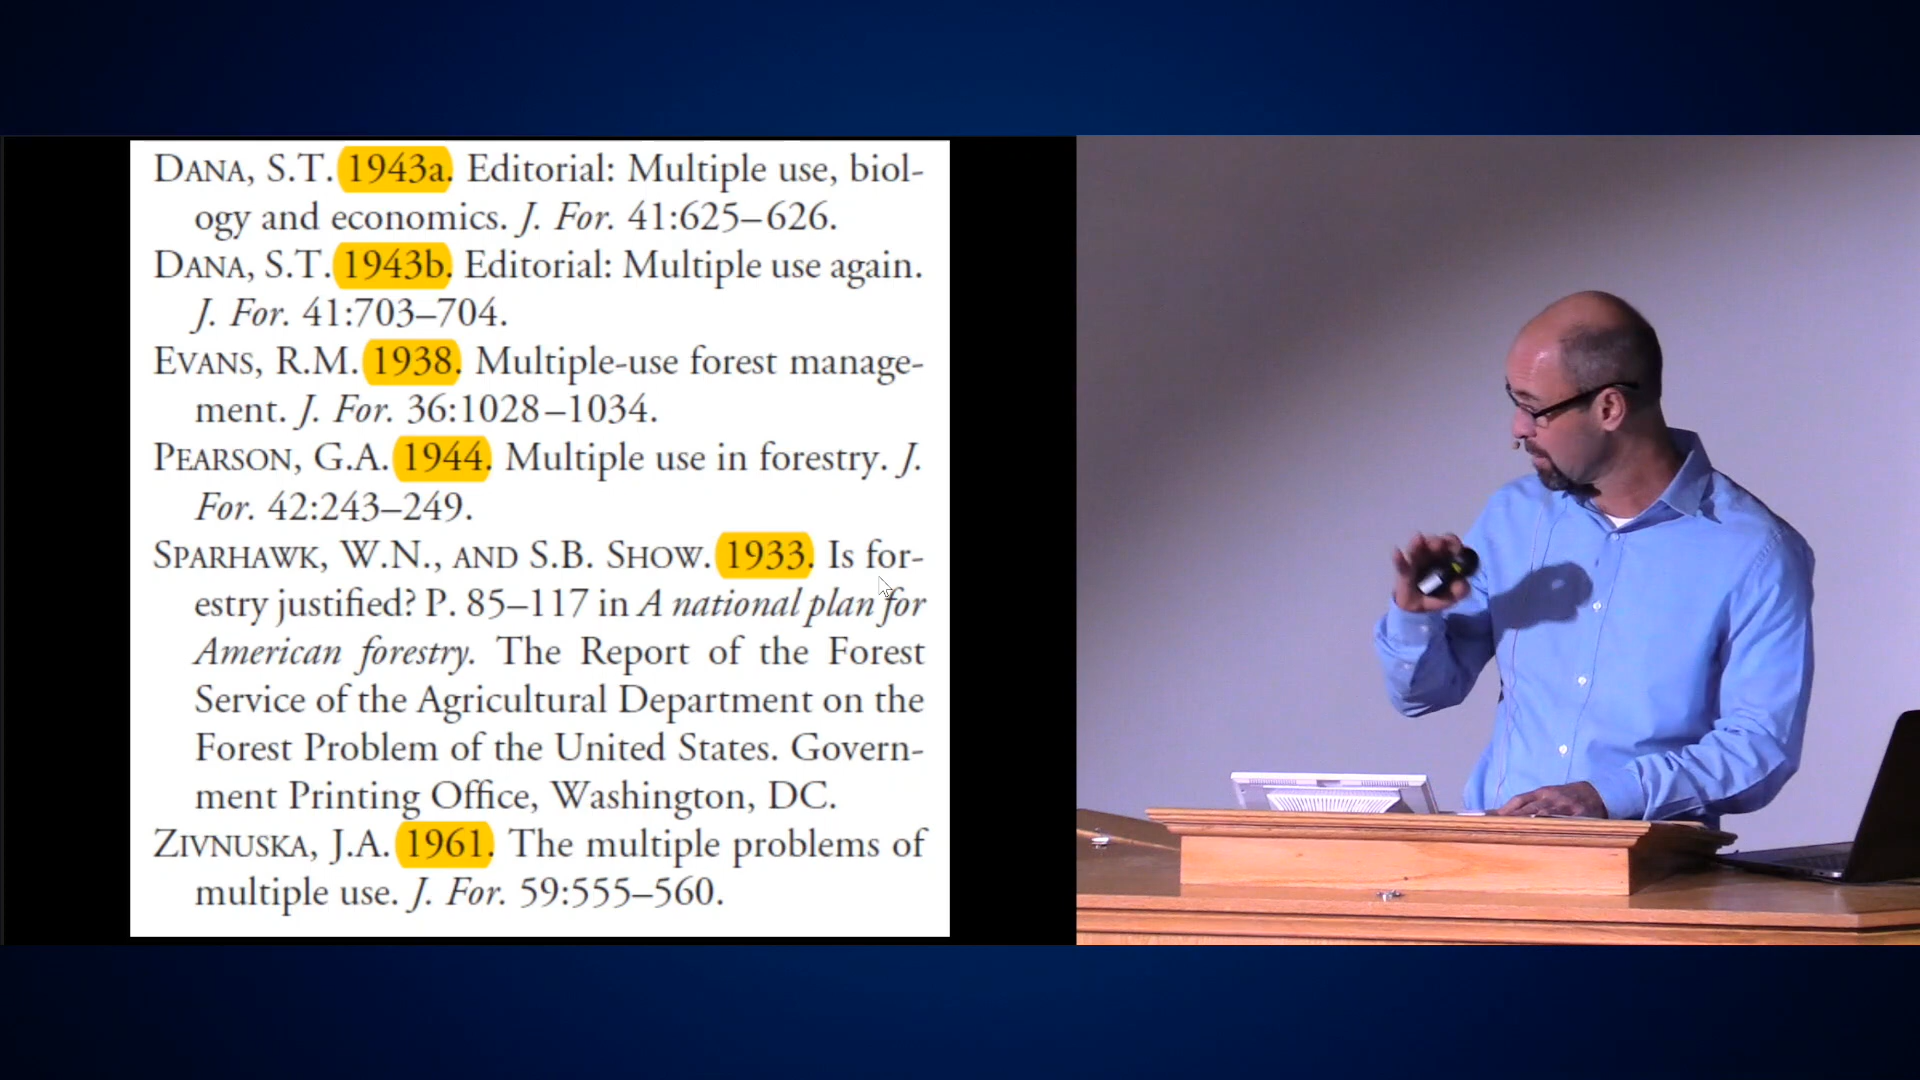 DANA, S.T. 1943a. Editorial: Multiple use, biol-
ogy and economics. J. For. 41:625–626.
DANA, S.T. 1943b. Editorial: Multiple use again.
J. For. 41:703–704.
EVANS, R.M. 1938. Multiple-use forest manage-
ment. J. For. 36:1028–1034.
PEARSON, G.A. 1944. Multiple use in forestry. J.
For. 42:243–249.
SPARHAWK, W.N., AND S.B. SHOW. 1933. Is for-
estry justified? P. 85–117 in A national plan for
American forestry. The Report of the Forest
Service of the Agricultural Department on the
Forest Problem of the United States. Govern-
ment Printing Office, Washington, DC.
ZIVNUSKA, J.A. 1961. The multiple problems of
multiple use. J. For. 59:555–560.